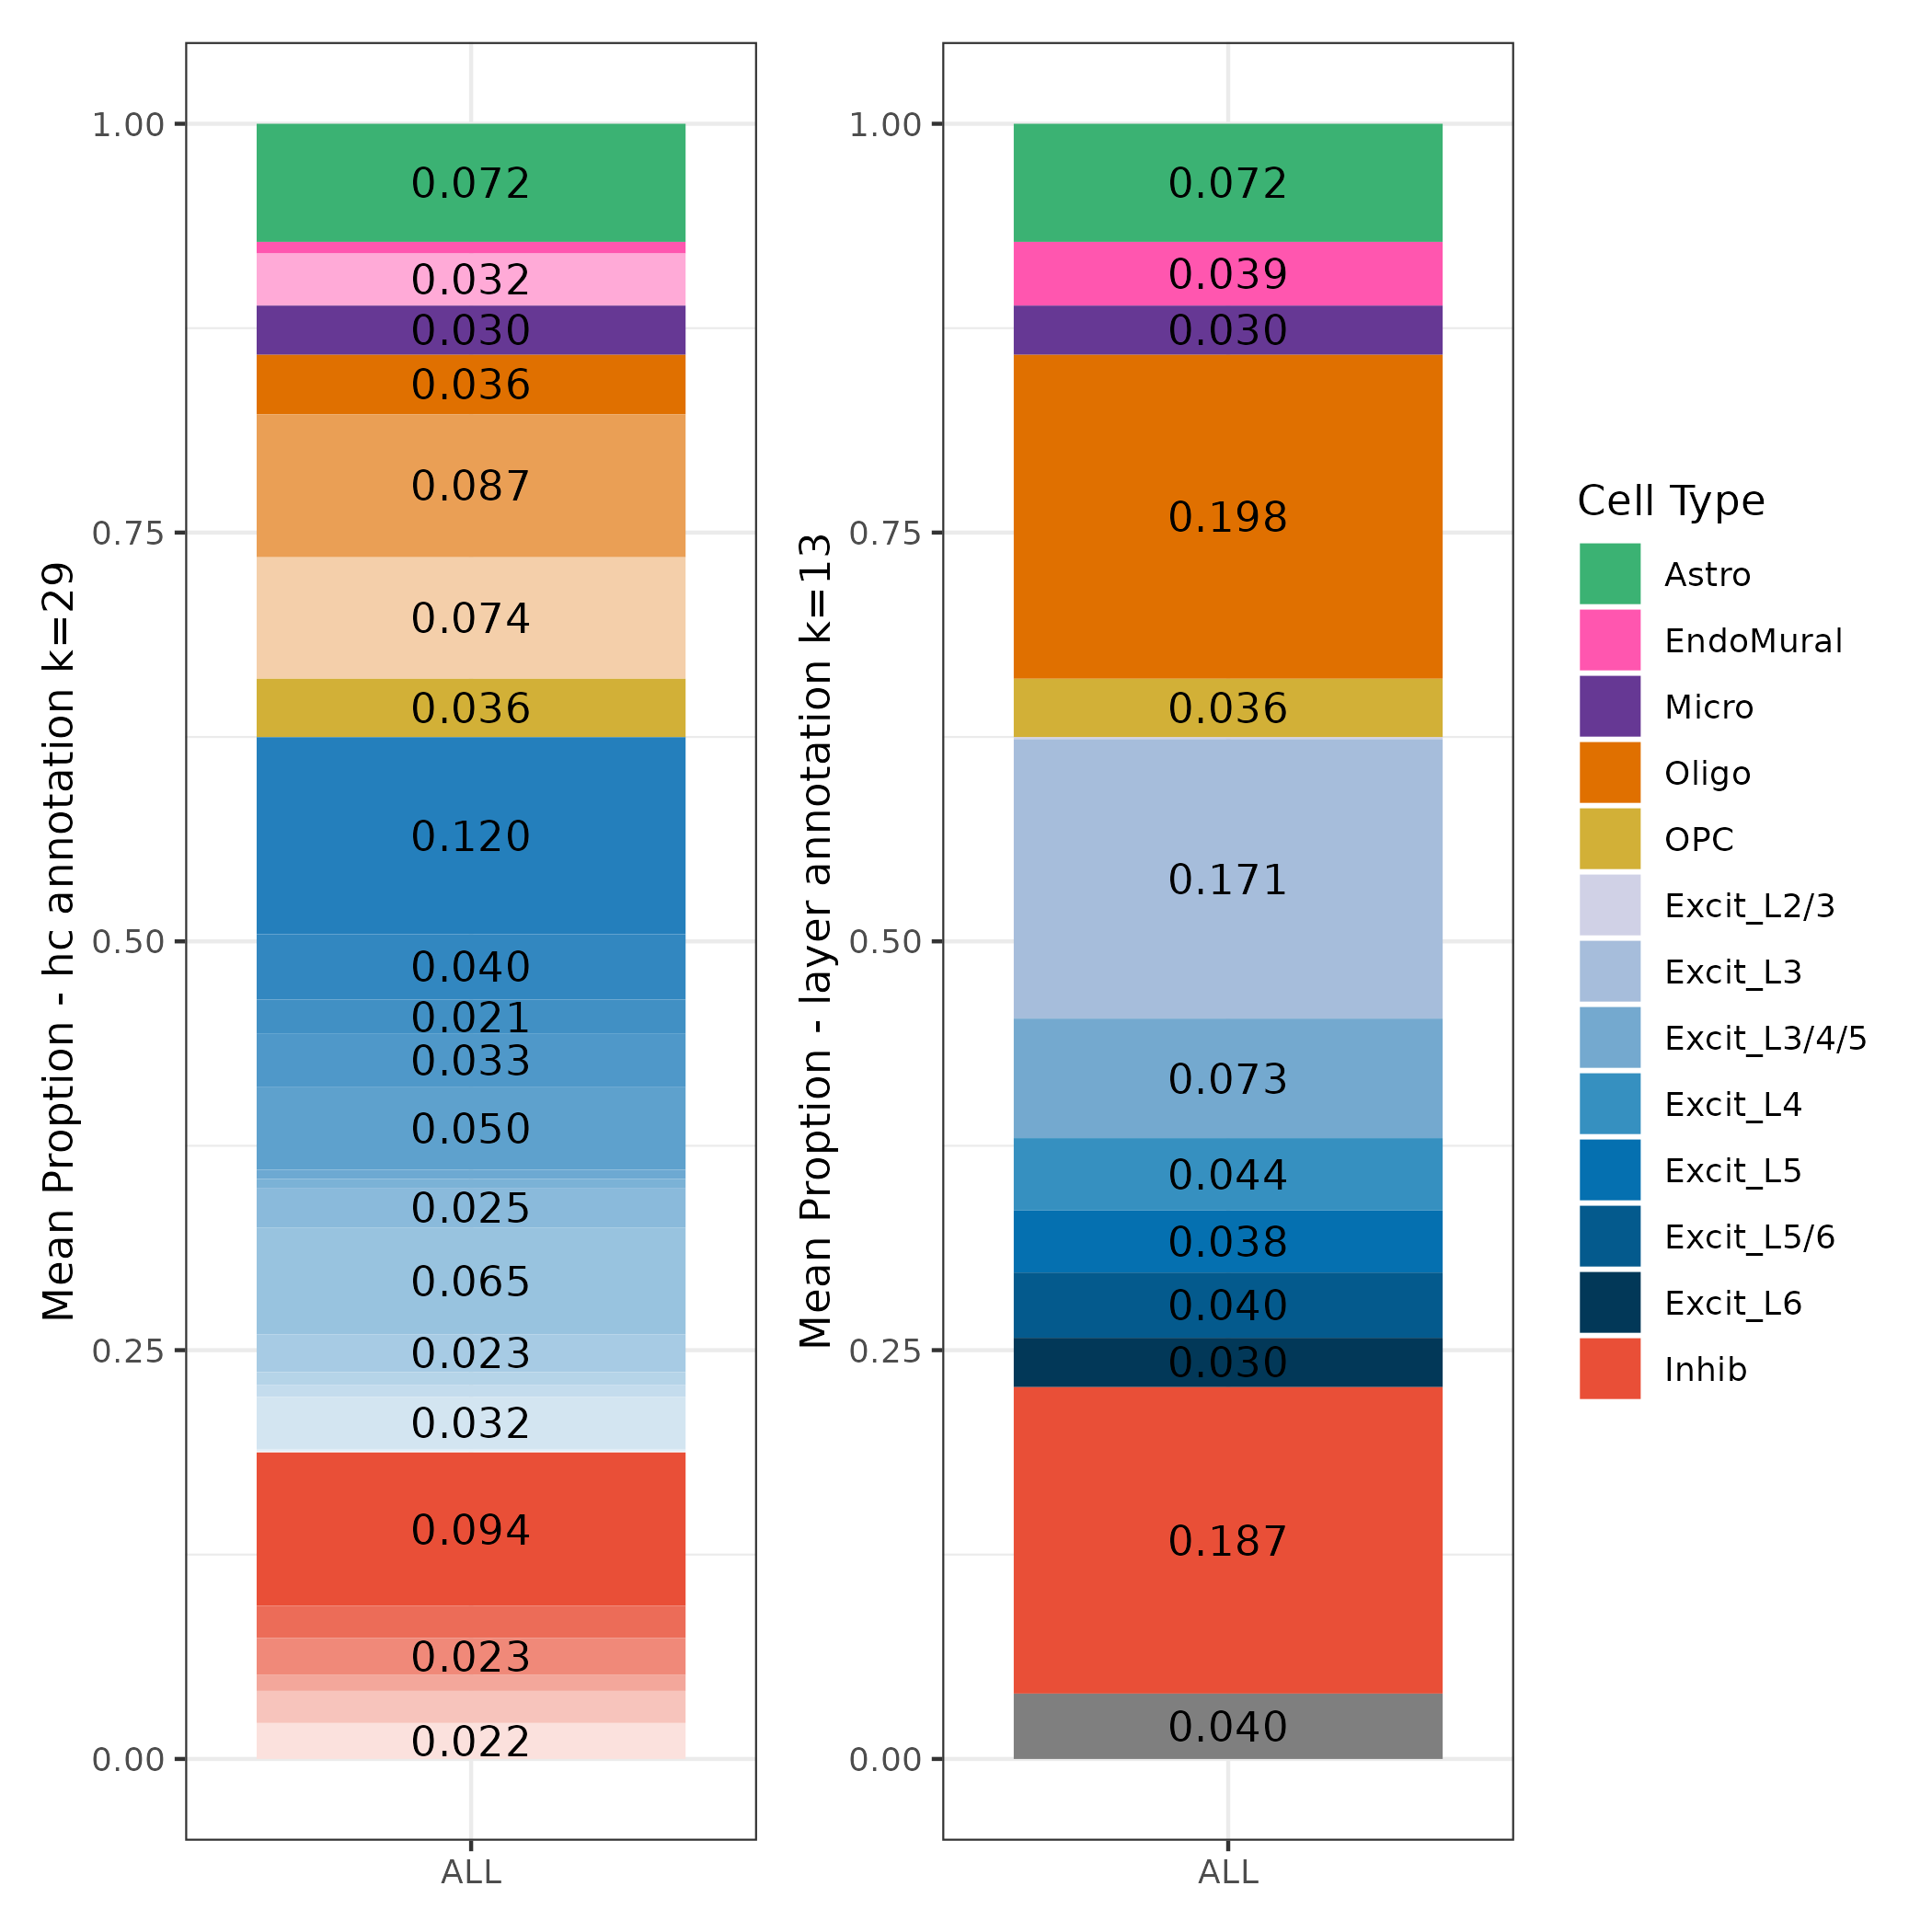 Mean Proption - hc annotation k=29
1.00
0.75
0.50
0.25
0.00
0.072
0.032
0.030
0.036
0.087
0.074
0.036
0.120
0.040
0.021
0.033
0.050
0.025
0.065
0.023
0.032
0.094
0.023
0.022
ALL
Mean Proption - layer annotation k=13
1.00
0.75
0.50
0.25
0.00
0.072
0.039
0.030
0.198
0.036
0.171
0.073
0.044
0.038
0.040
0.030
0.187
0.040
ALL
Cell Type
Astro
EndoMural
Micro
Oligo
OPC
Excit_L2/3
Excit_L3
Excit_L3/4/5
Excit_L4
Excit_L5
Excit_L5/6
Excit_L6
Inhib